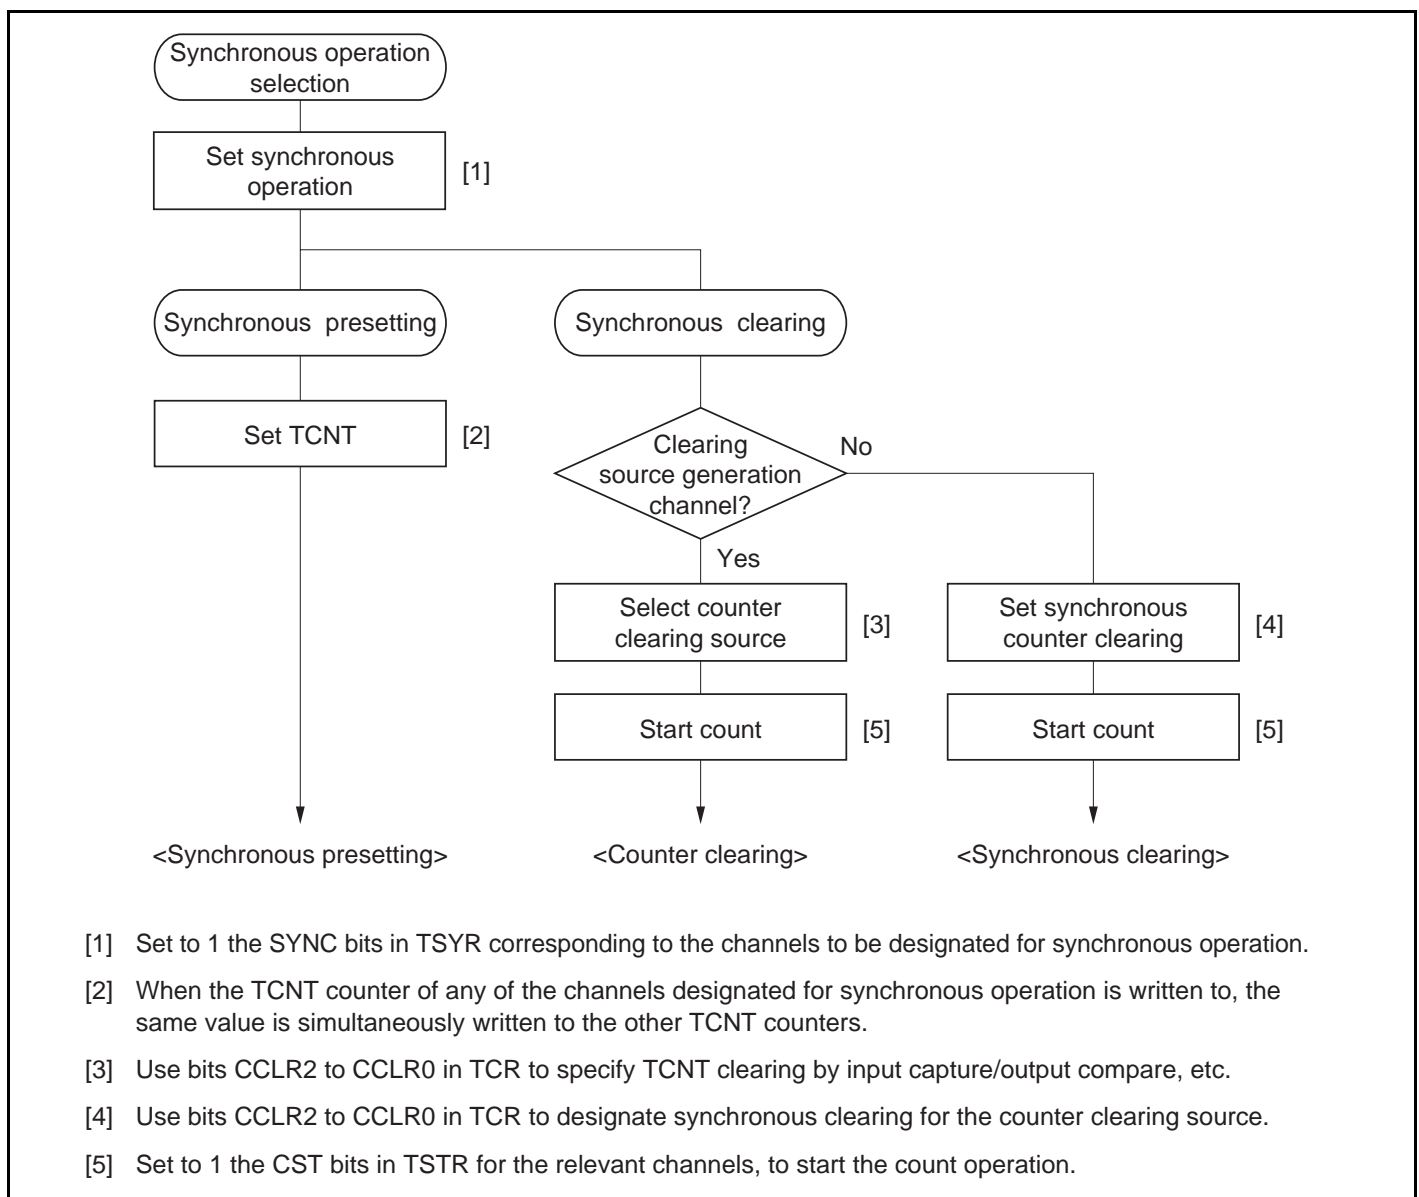 Synchronous operation
selection
Set synchronous
operation
[1]
Synchronous presetting
Synchronous clearing
Set TCNT
[2]
Clearing
source generation
channel?
No
Yes
Select counter
clearing source
[3]
Set synchronous
counter clearing
[4]
Start count
[5]
Start count
[5]
<Synchronous presetting>
<Counter clearing>
<Synchronous clearing>
[1] Set to 1 the SYNC bits in TSYR corresponding to the channels to be designated for synchronous operation.
[2] When the TCNT counter of any of the channels designated for synchronous operation is written to, the
same value is simultaneously written to the other TCNT counters.
[3] Use bits CCLR2 to CCLR0 in TCR to specify TCNT clearing by input capture/output compare, etc.
[4] Use bits CCLR2 to CCLR0 in TCR to designate synchronous clearing for the counter clearing source.
[5] Set to 1 the CST bits in TSTR for the relevant channels, to start the count operation.